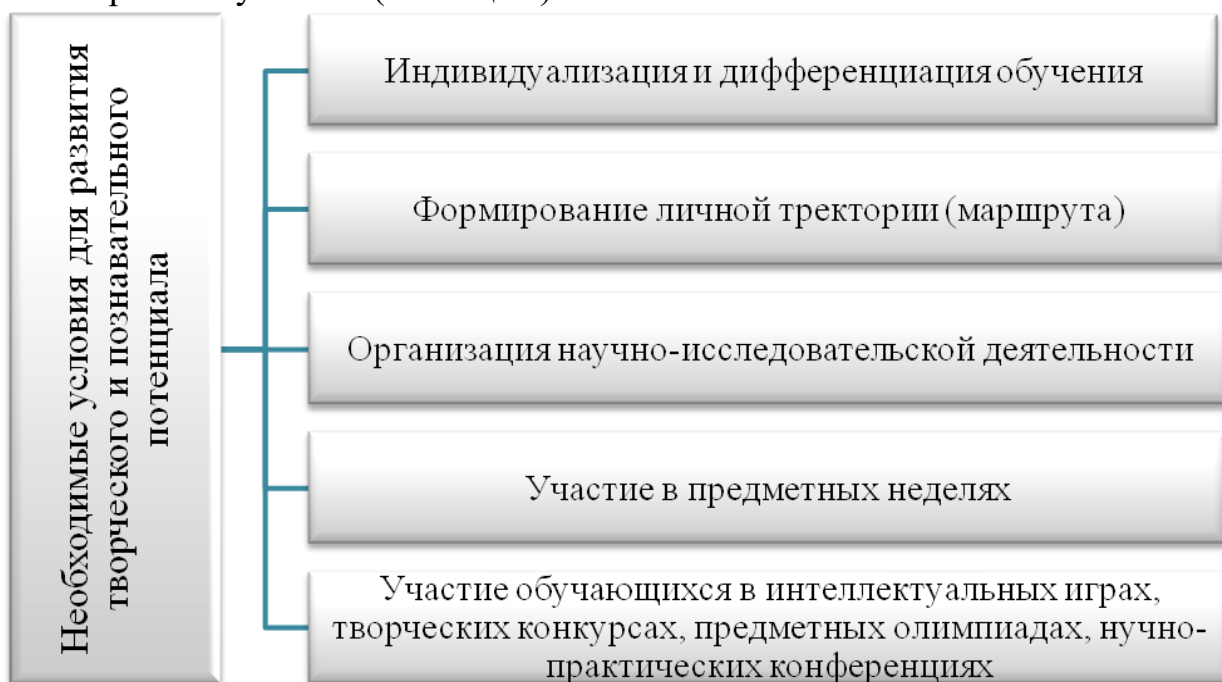 Необходимые условия для развития
творческого и познавательного
потенциала
Индивидуализация и дифференциация обучения
Формирование личной тректории (маршрута)
Организация научно-исследовательской деятельности
Участие в предметных неделях
Участие обучающихся в интеллектуальных играх,
творческих конкурсах, предметных олимпиадах, нучно-
практических конференциях